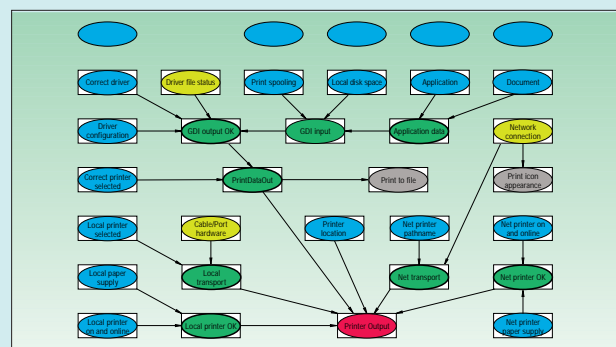 Correct driver
Driver file status
Print spooling
Local disk space
Application
Document
Driver
configuration
GDI output OK
GDI input
Application data
Network
connection
Correct printer
selected
PrintDataOut
Print to file
Print icon
appearance
Local printer
selected
Cable/Port
hardware
Printer
location
Net printer
pathname
Net printer on
and online
Local paper
supply
Local
transport
Net transport
Net printer OK
Local printer
on and online
Local printer OK
Printer Output
Net printer
paper supply